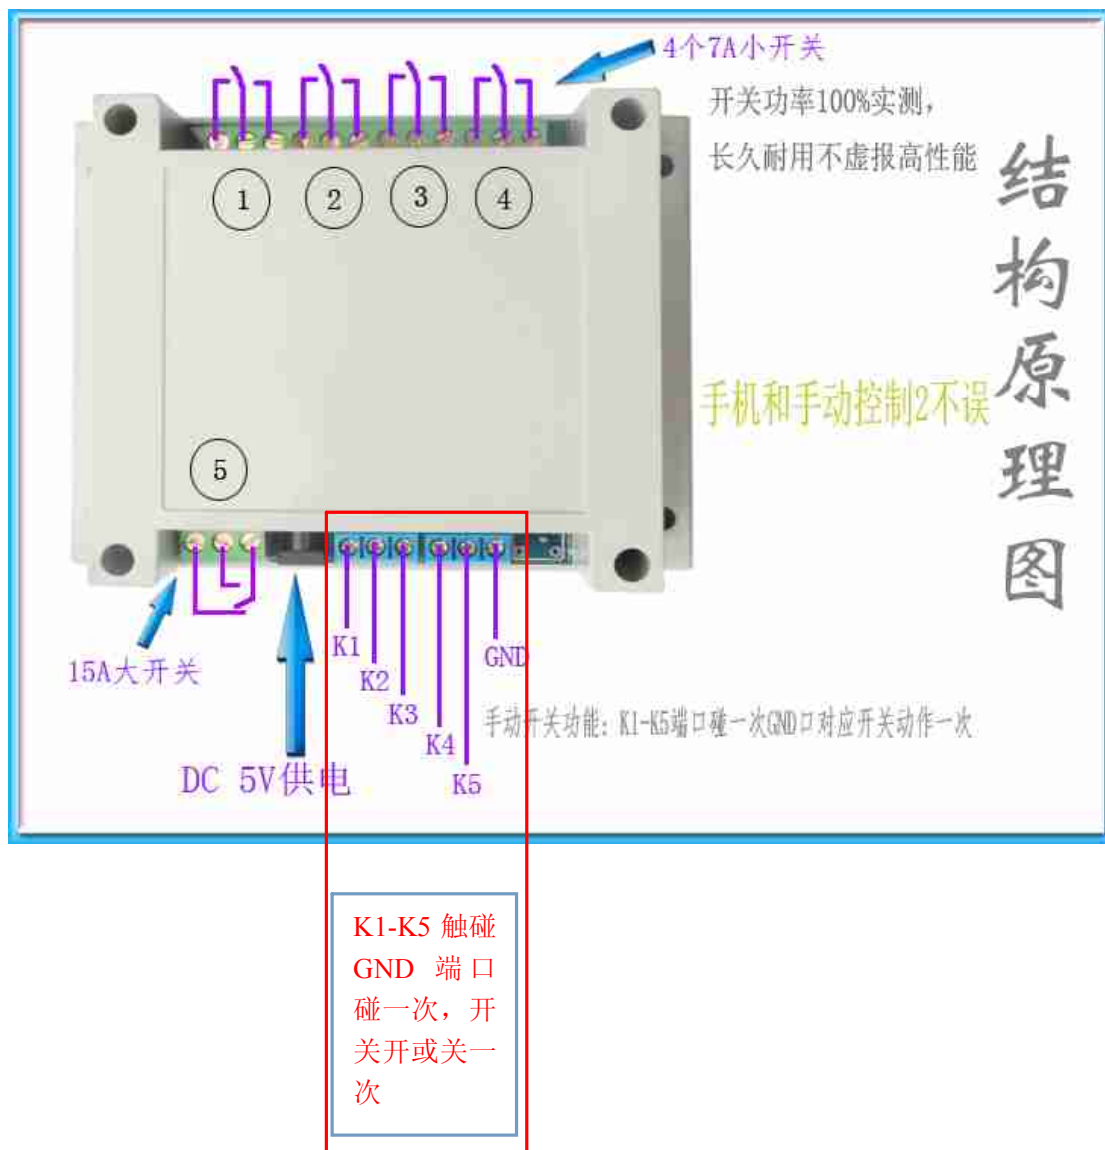 4个7A小开关
开关功率100%实测，
长久耐用不虚报高性能
结构原理图
1
2
3
4
手机和手动控制2不误
5
15A大开关
K1
K2
K3
K4
K5
GND
手动开关功能: K1-K5端口碰一次GND口对应开关动作一次
DC 5V供电
K1-K5 触碰
GND 端口
碰一次，开
关开或关一
次